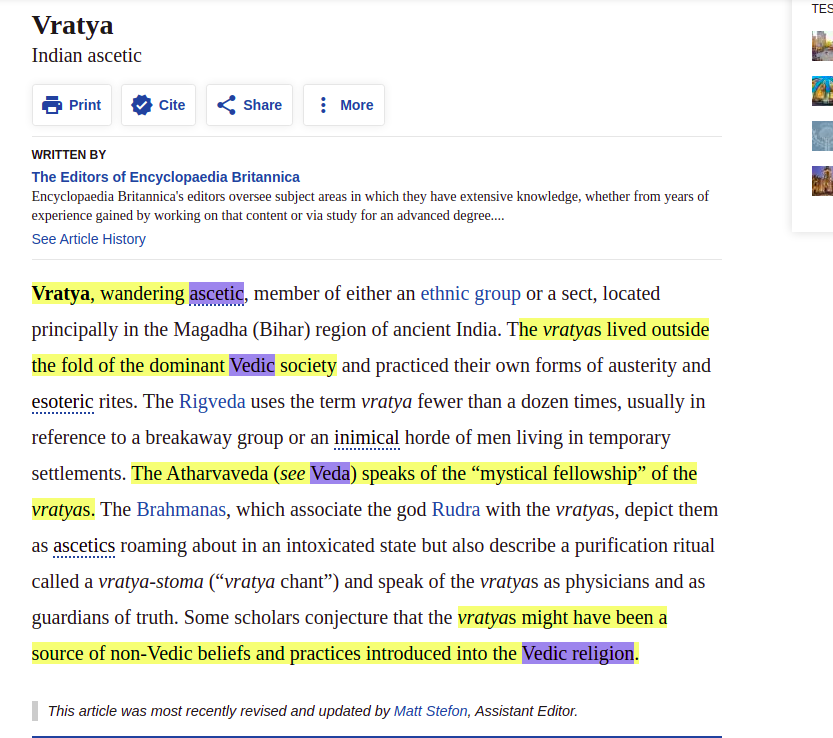 TES
Vratya
Indian ascetic
Print Cite Share More
WRITTEN BY
The Editors of Encyclopaedia Britannica
Encyclopaedia Britannica's editors oversee subject areas in which they have extensive knowledge, whether from years of
experience gained by working on that content or via study for an advanced degree....
See Article History
Vratya, wandering ascetic, member of either an ethnic group or a sect, located
principally in the Magadha (Bihar) region of ancient India. The vratyas lived outside
the fold of the dominant Vedic society and practiced their own forms of austerity and
esoteric rites. The Rigveda uses the term vratya fewer than a dozen times, usually in
reference to a breakaway group or an inimical horde of men living in temporary
settlements. The Atharvaveda (see Veda) speaks of the “mystical fellowship” of the
vratyas. The Brahmanas, which associate the god Rudra with the vratyas, depict them
as ascetics roaming about in an intoxicated state but also describe a purification ritual
called a vratya-stoma (“vratya chant”) and speak of the vratyas as physicians and as
guardians of truth. Some scholars conjecture that the vratyas might have been a
source of non-Vedic beliefs and practices introduced into the Vedic religion.
This article was most recently revised and updated by Matt Stefon, Assistant Editor.